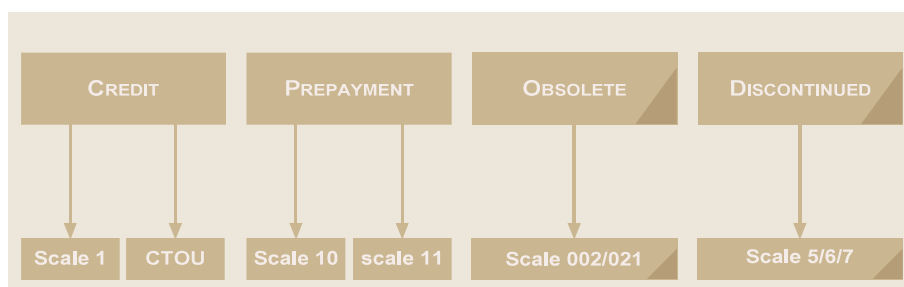 CREDIT
PREPAYMENT
OBSOLETE
DISCONTINUED
Scale 1
CTOU
Scale 10
scale 11
Scale 002/021
Scale 5/6/7